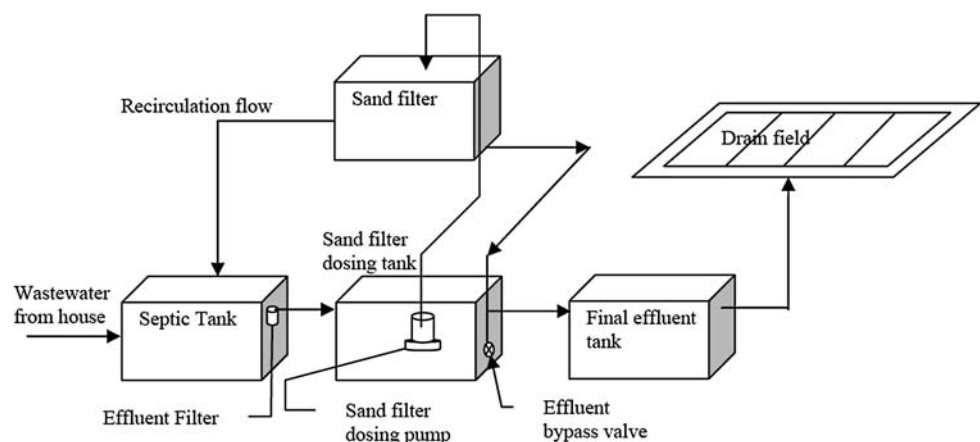 Sand filter
Recirculation flow
Drain field
Sand filter
dosing tank
Wastewater
from house
Septic Tank
Final effluent
tank
Effluent Filter
Sand filter
dosing pump
Effluent
bypass valve